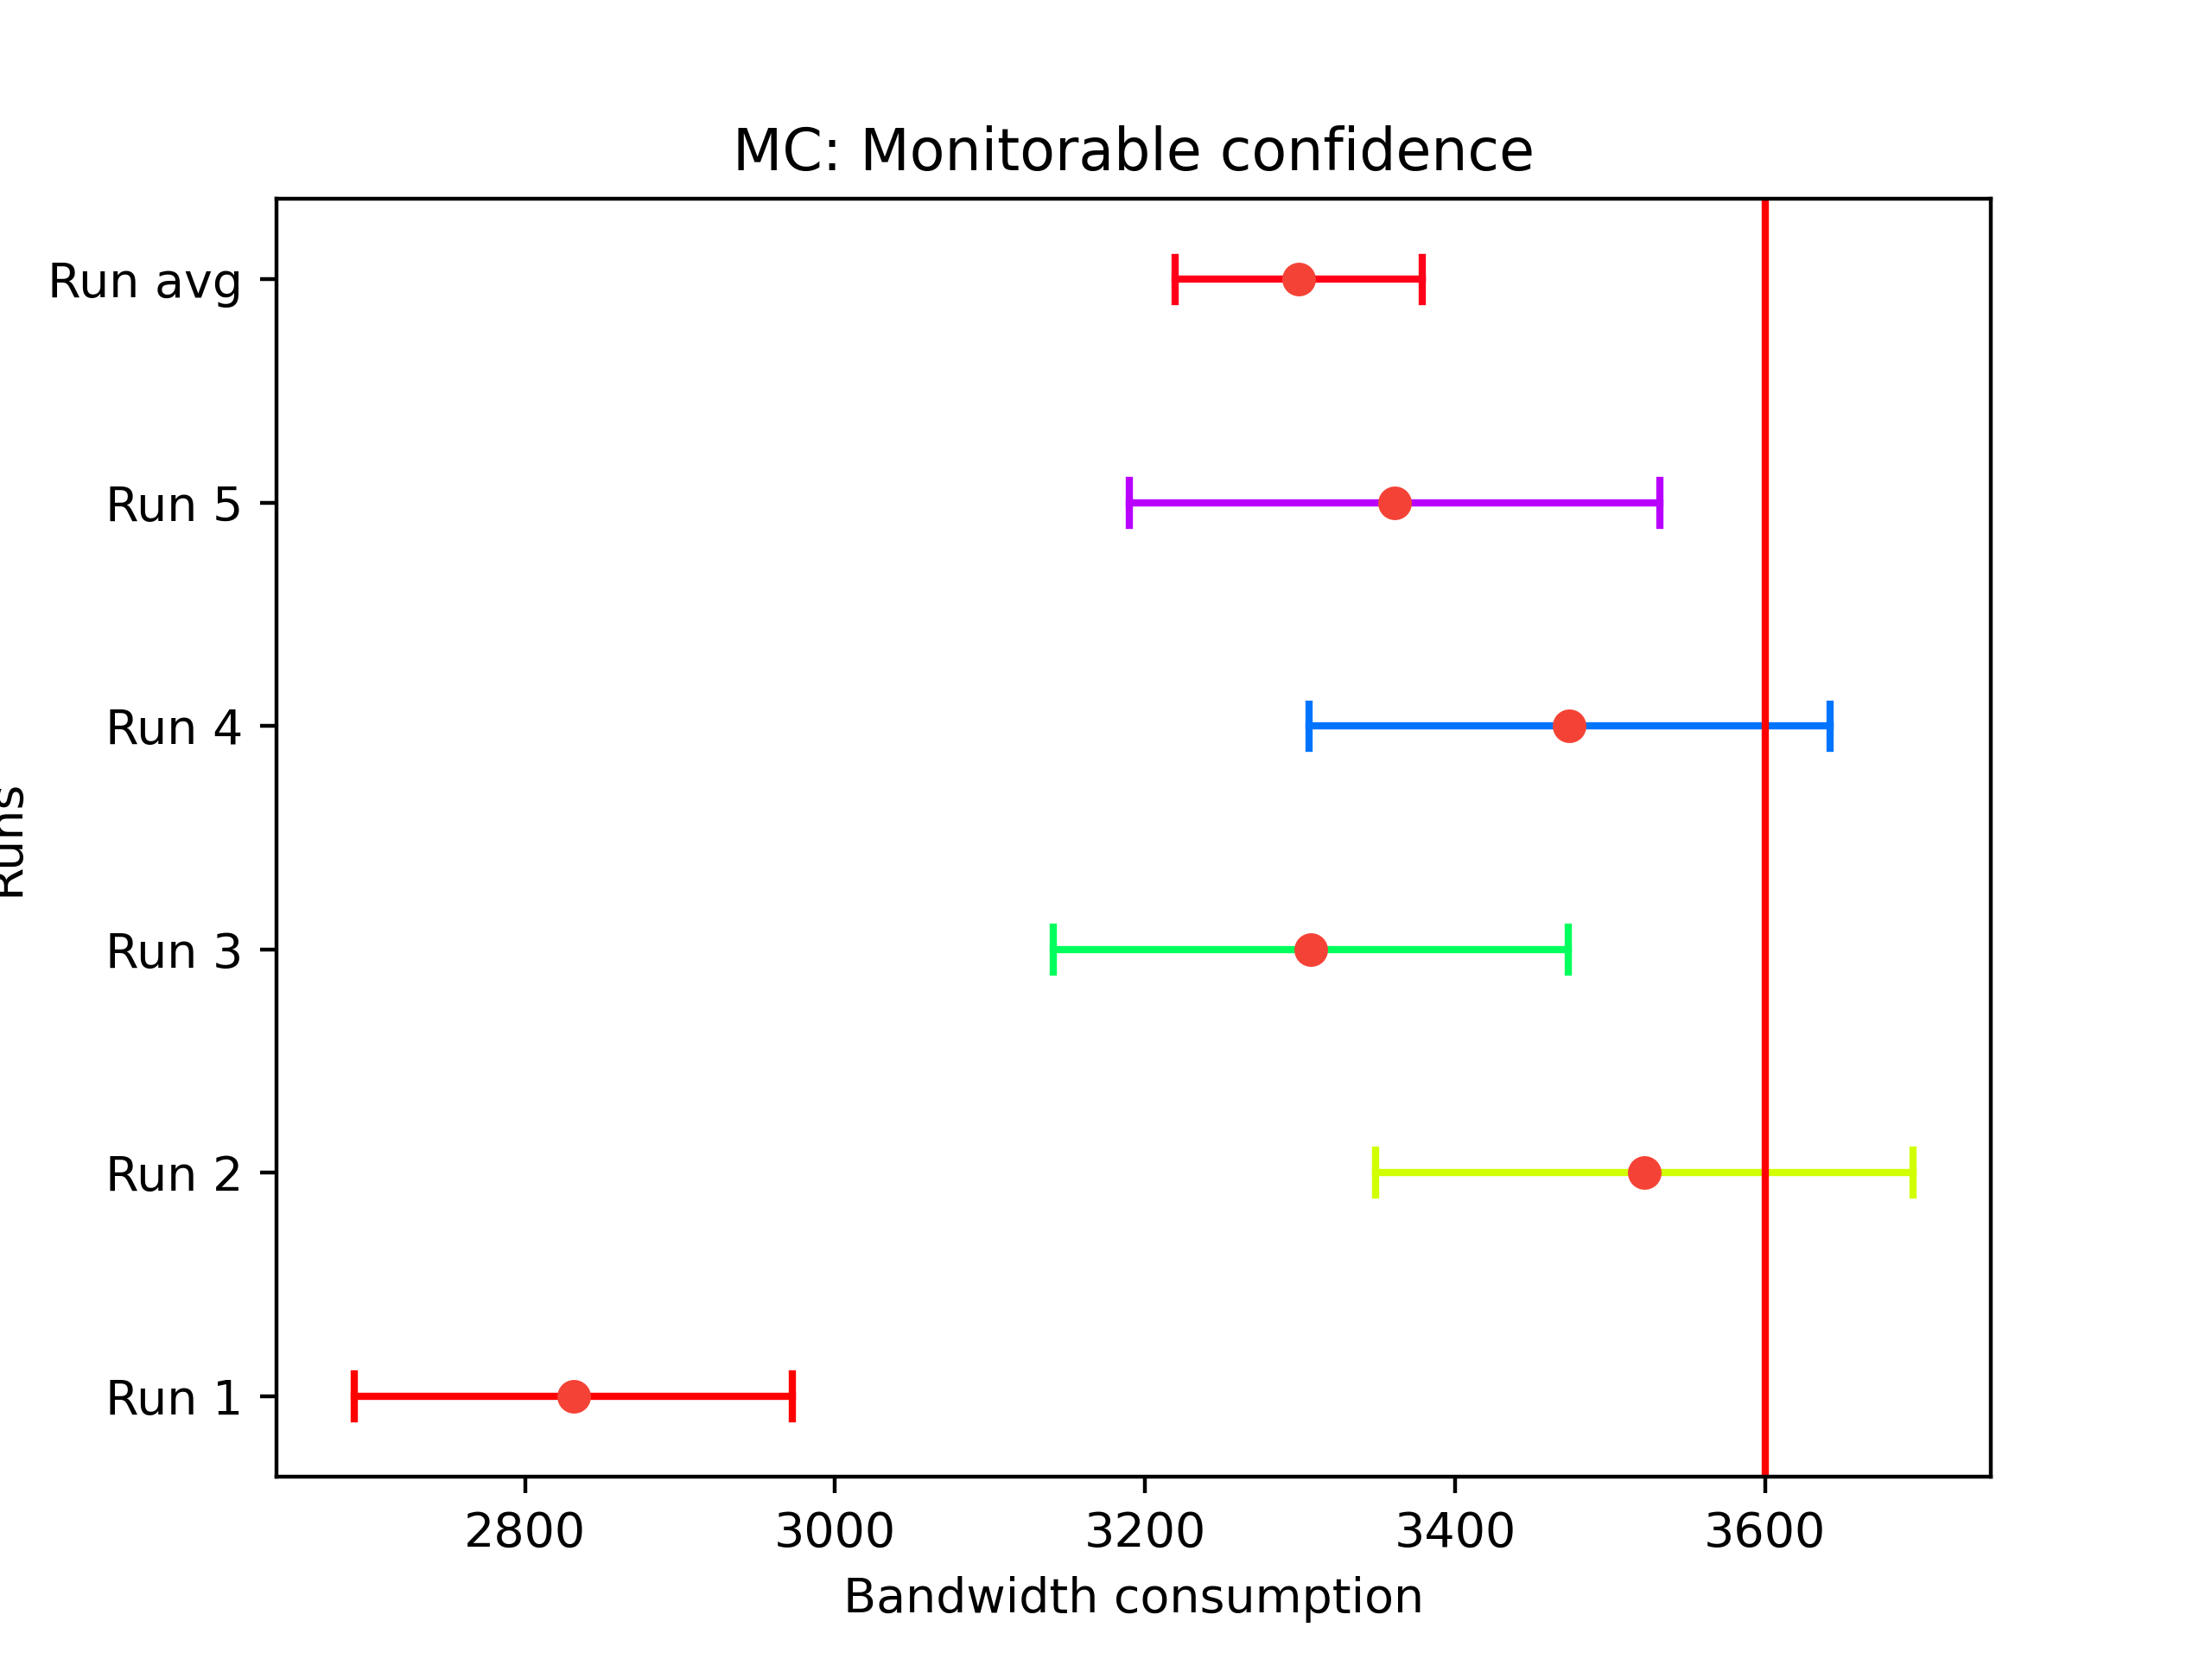 MC: Monitorable confidence
Run avg
Run 5
Run 4
Run 3
Run 2
Run 1
Runs
2800 3000 3200 3400 3600
Bandwidth consumption